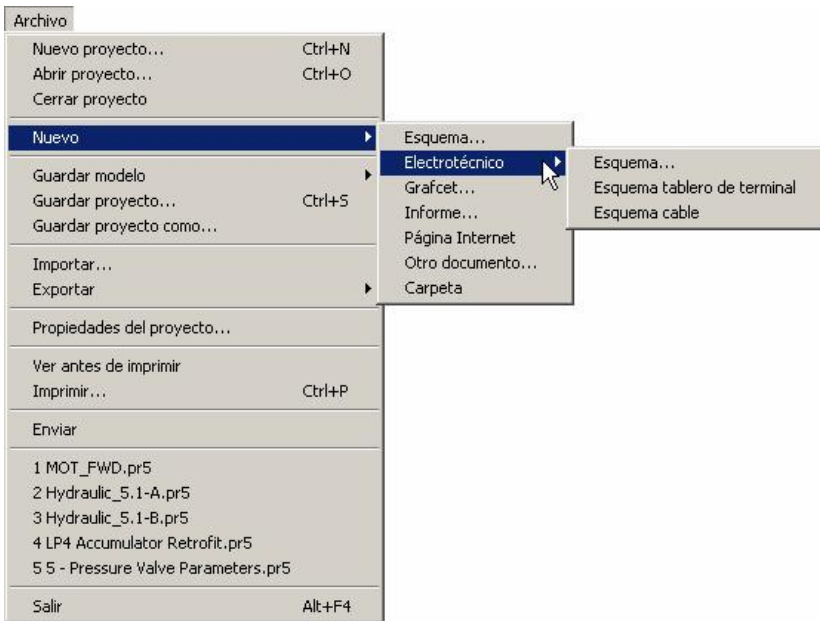 Archivo
Nuevo proyecto... Ctrl+N
Abrir proyecto... Ctrl+O
Cerrar proyecto
Nuevo
Guardar modelo
Guardar proyecto... Ctrl+S
Guardar proyecto como...
Importar...
Exportar
Propiedades del proyecto...
Ver antes de imprimir
Imprimir... Ctrl+P
Enviar
1 MOT_FWD.pr5
2 Hydraulic_5.1-A.pr5
3 Hydraulic_5.1-B.pr5
4 LP4 Accumulator Retrofit.pr5
5 5 - Pressure Valve Parameters.pr5
Salir Alt+F4
Esquema...
Electrotécnico
Grafcet...
Informe...
Página Internet
Otro documento...
Carpeta
Esquema...
Esquema tablero de terminal
Esquema cable